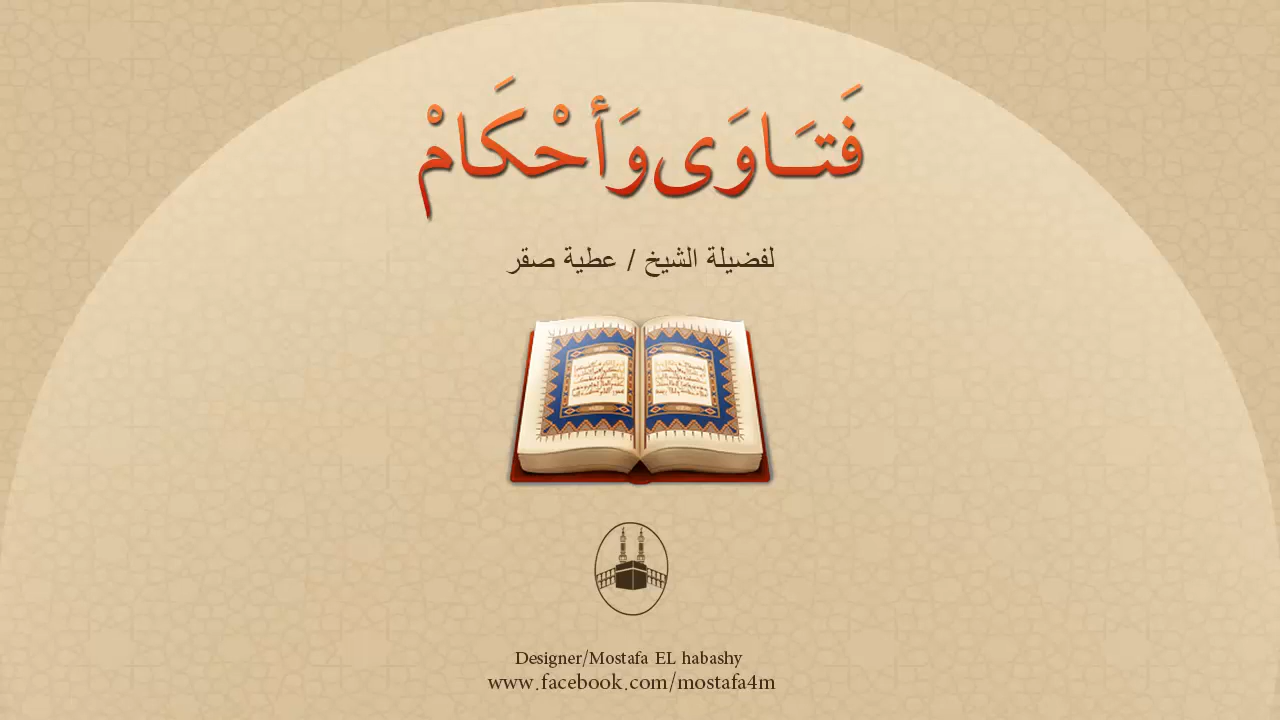 فَتَاوَى وَأَحْكَامْ
لفضيلة الشيخ / عطية صقر
Designer/Mostafa EL habashy
www.facebook.com/mostafa4m